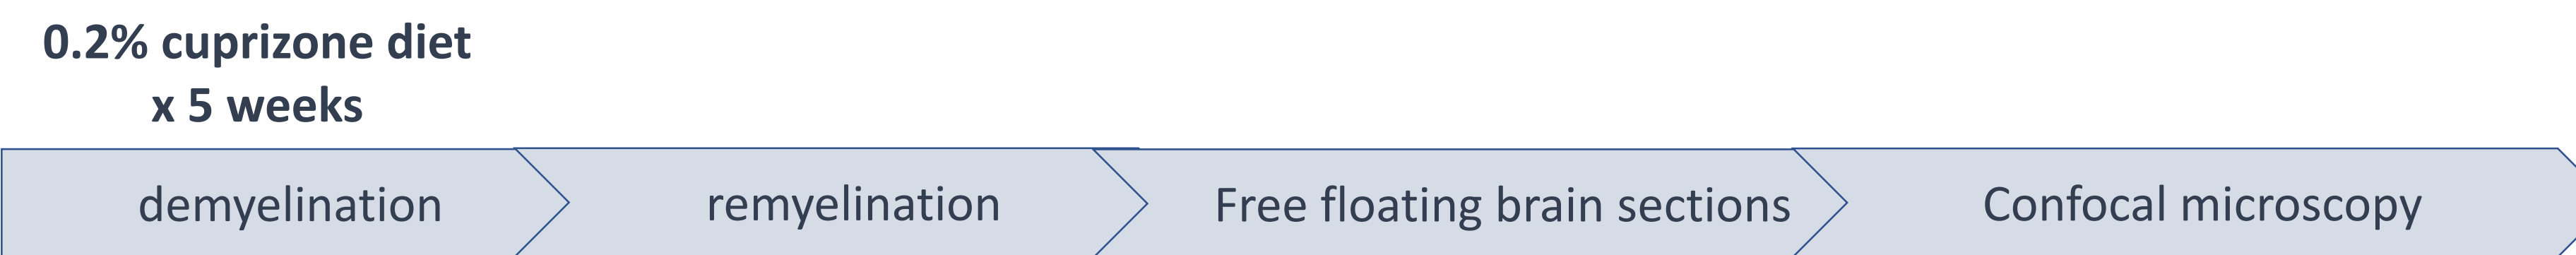 0.2% cuprizone diet
x 5 weeks
demyelination
remyelination
Free floating brain sections
Confocal microscopy